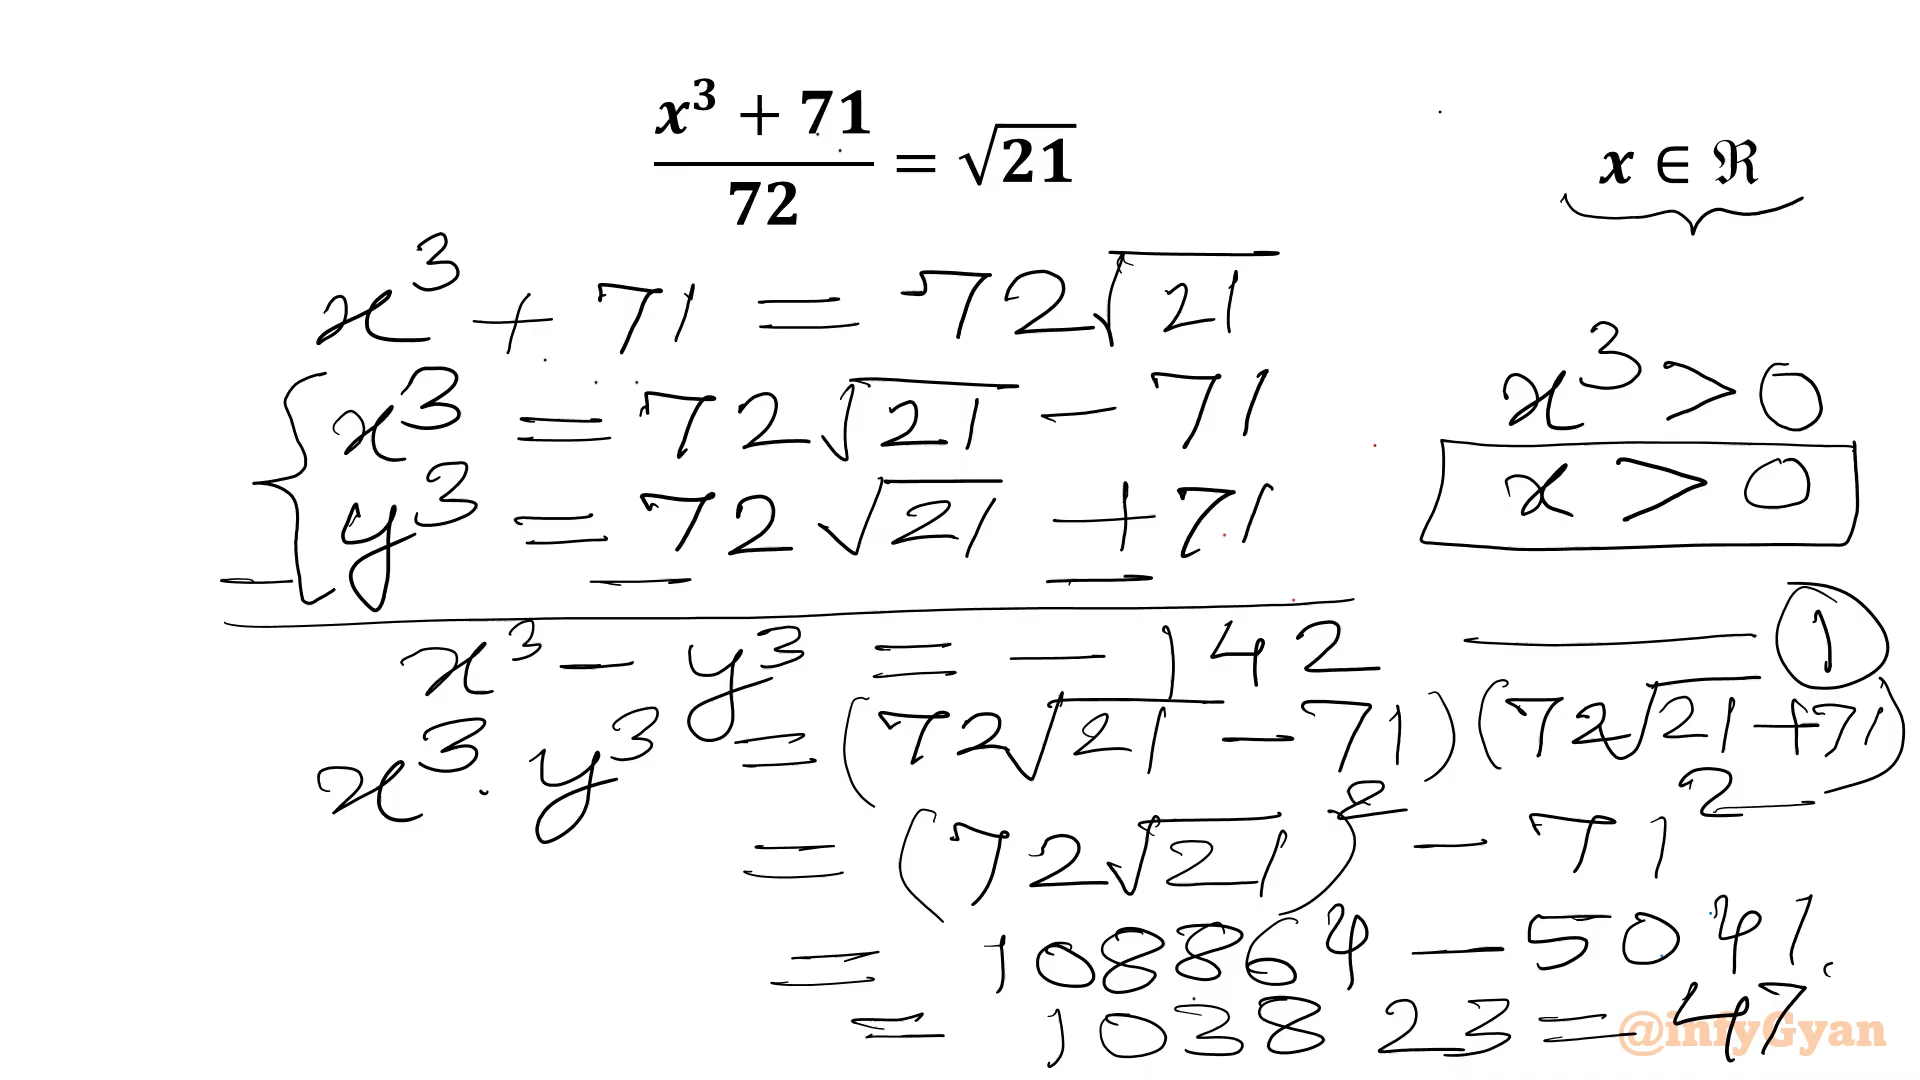 x³ + 71 / 72 = √21
x ∈ ℜ
x³ + 71 = 72√21
x³ = 72√21 − 71
x³ > 0
y³ = 72√21 + 71
x > 0
− − −
x³ − y³ = −142 ——— ①
x³ · y³ = (72√21 − 71)(72√21 + 71)
= (72√21)² − 71²
= 108864 − 5041.
= 103823 = 47
@infyGyan